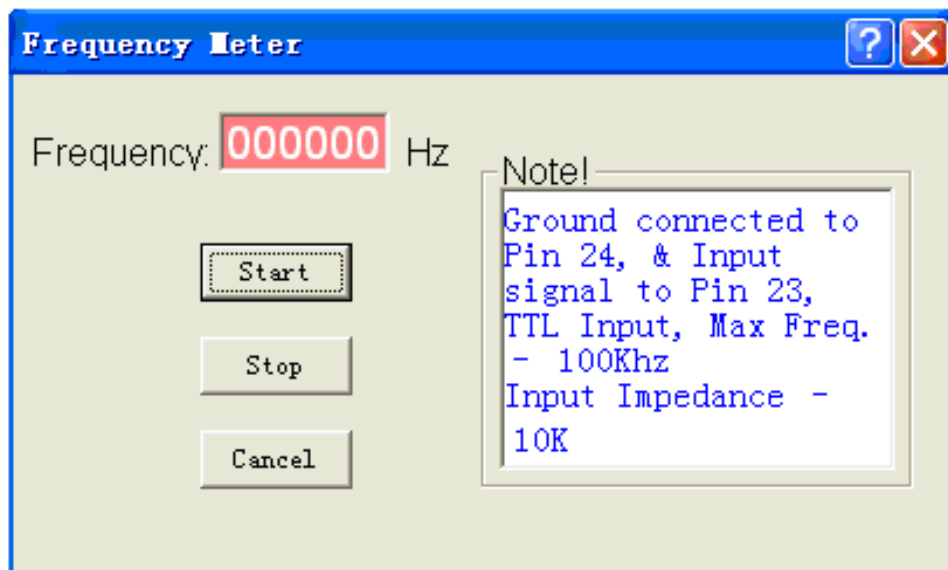 Frequency Meter
Frequency: 000000 Hz
Note!
Ground connected to
Pin 24, & Input
signal to Pin 23,
TTL Input, Max Freq.
- 100Khz
Input Impedance -
10K
Start
Stop
Cancel